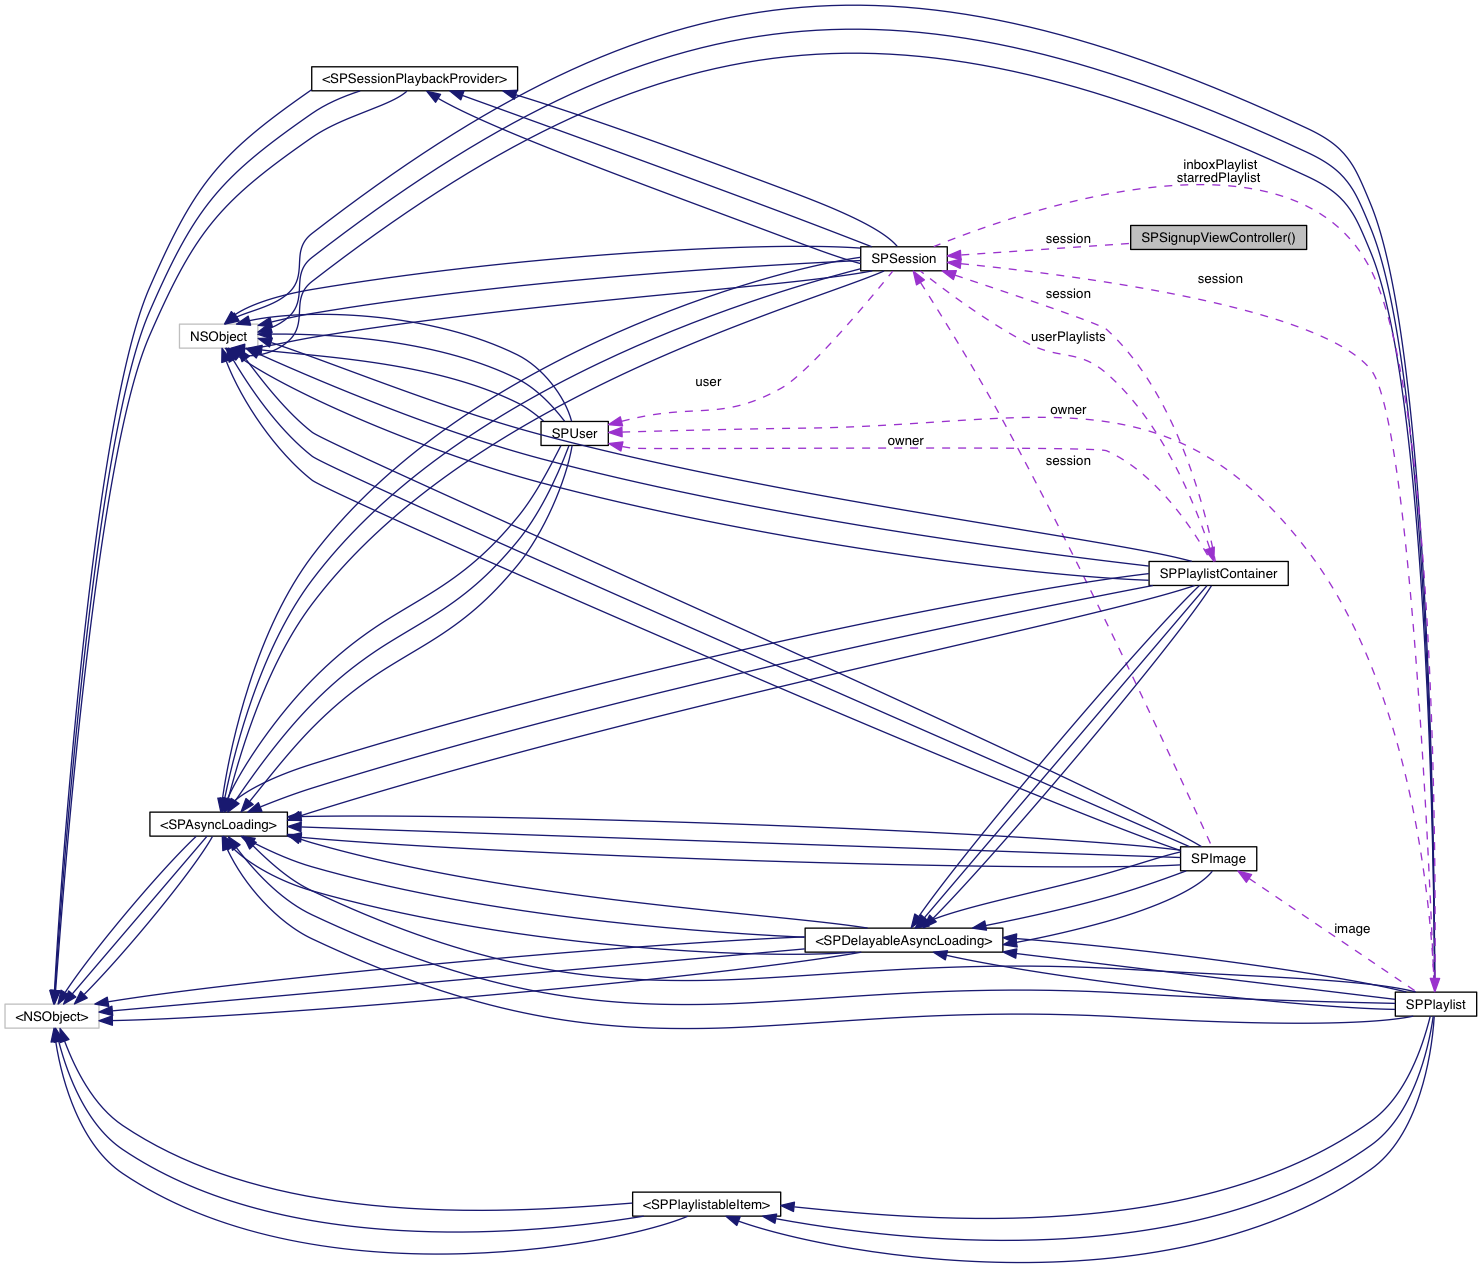 <SPSessionPlaybackProvider>
inboxPlaylist
starredPlaylist
session
SPSignupViewController()
SPSession
session
session
NSObject
userPlaylists
user
owner
SPUser
owner
session
SPPlaylistContainer
<SPAsyncLoading>
SPImage
image
<SPDelayableAsyncLoading>
SPPlaylist
<NSObject>
<SPPlaylistableItem>